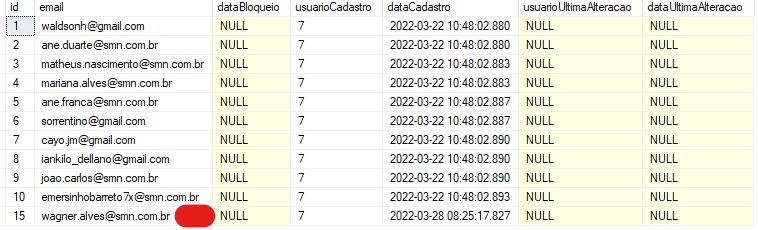 id email dataBloqueio usuarioCadastro dataCadastro usuarioUltimaAlteracao dataUltimaAlteracao
1 waldsonh@gmail.com NULL 7 2022-03-22 10:48:02.880 NULL NULL
2 ane.duarte@smn.com.br NULL 7 2022-03-22 10:48:02.880 NULL NULL
3 matheus.nascimento@smn.com.br NULL 7 2022-03-22 10:48:02.883 NULL NULL
4 mariana.alves@smn.com.br NULL 7 2022-03-22 10:48:02.883 NULL NULL
5 ane.franca@smn.com.br NULL 7 2022-03-22 10:48:02.887 NULL NULL
6 sorrentino@gmail.com NULL 7 2022-03-22 10:48:02.887 NULL NULL
7 cayo.jm@gmail.com NULL 7 2022-03-22 10:48:02.890 NULL NULL
8 iankilo_dellano@gmail.com NULL 7 2022-03-22 10:48:02.890 NULL NULL
9 joao.carlos@smn.com.br NULL 7 2022-03-22 10:48:02.890 NULL NULL
10 emersinhobarreto7x@smn.com.br NULL 7 2022-03-22 10:48:02.893 NULL NULL
15 wagner.alves@smn.com.br NULL 7 2022-03-28 08:25:17.827 NULL NULL